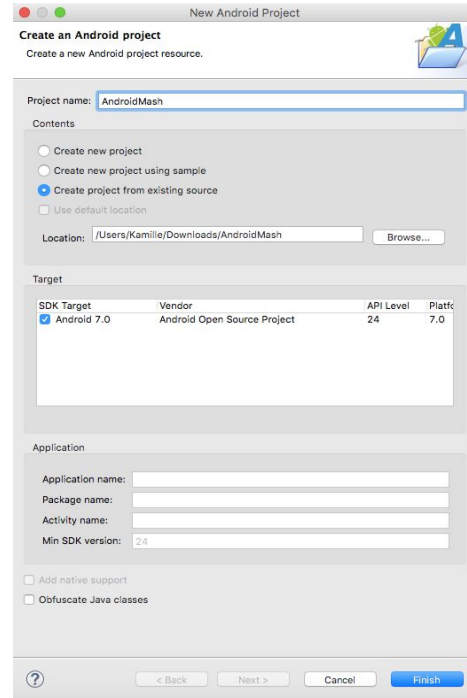 New Android Project
Create an Android project
Create a new Android project resource.
Project name: AndroidMash
Contents
Create new project
Create new project using sample
Create project from existing source
Use default location
Location: /Users/Kamille/Downloads/AndroidMash Browse...
Target
SDK Target Vendor API Level Platfo
Android 7.0 Android Open Source Project 24 7.0
Application
Application name:
Package name:
Activity name:
Min SDK version: 24
Add native support
Obfuscate Java classes
? < Back Next > Cancel Finish